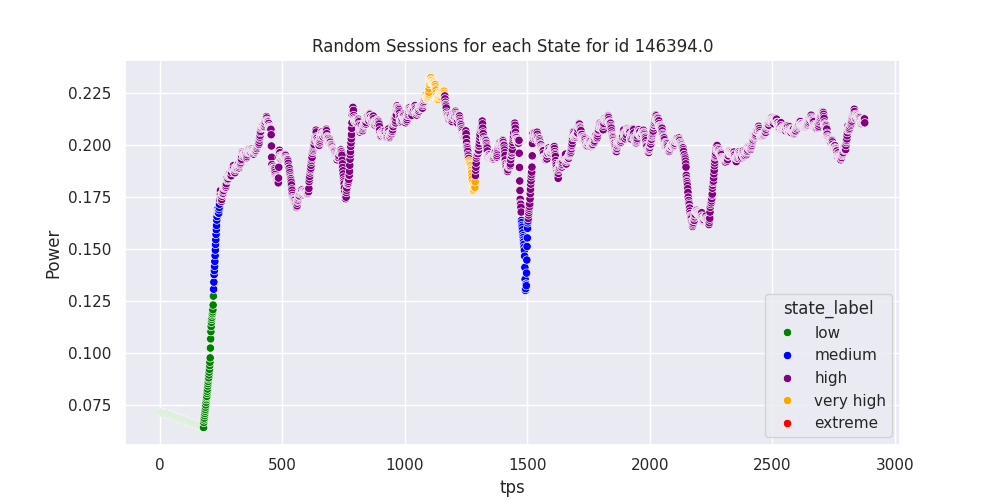 Random Sessions for each State for id 146394.0
0.225
0.200
0.175
0.150
0.125
0.100
0.075
Power
0
500
1000
1500
2000
2500
3000
tps
state_label
low
medium
high
very high
extreme